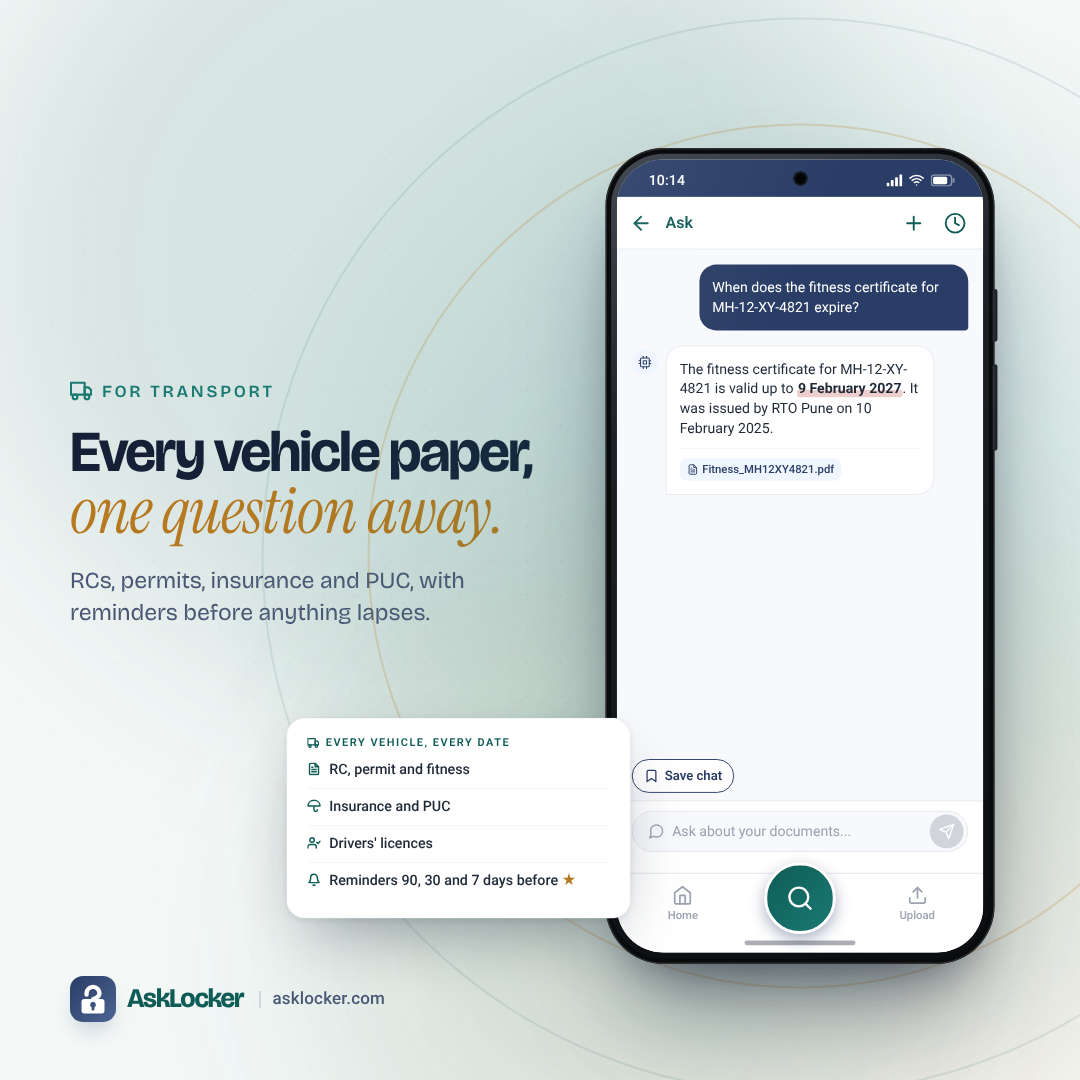 FOR TRANSPORT
Every vehicle paper,
one question away.
RCs, permits, insurance and PUC, with
reminders before anything lapses.
10:14
Ask
When does the fitness certificate for
MH-12-XY-4821 expire?
The fitness certificate for MH-12-XY-
4821 is valid up to 9 February 2027. It
was issued by RTO Pune on 10
February 2025.
Fitness_MH12XY4821.pdf
Save chat
Ask about your documents...
Home
Upload
EVERY VEHICLE, EVERY DATE
RC, permit and fitness
Insurance and PUC
Drivers' licences
Reminders 90, 30 and 7 days before ★
AskLocker | asklocker.com